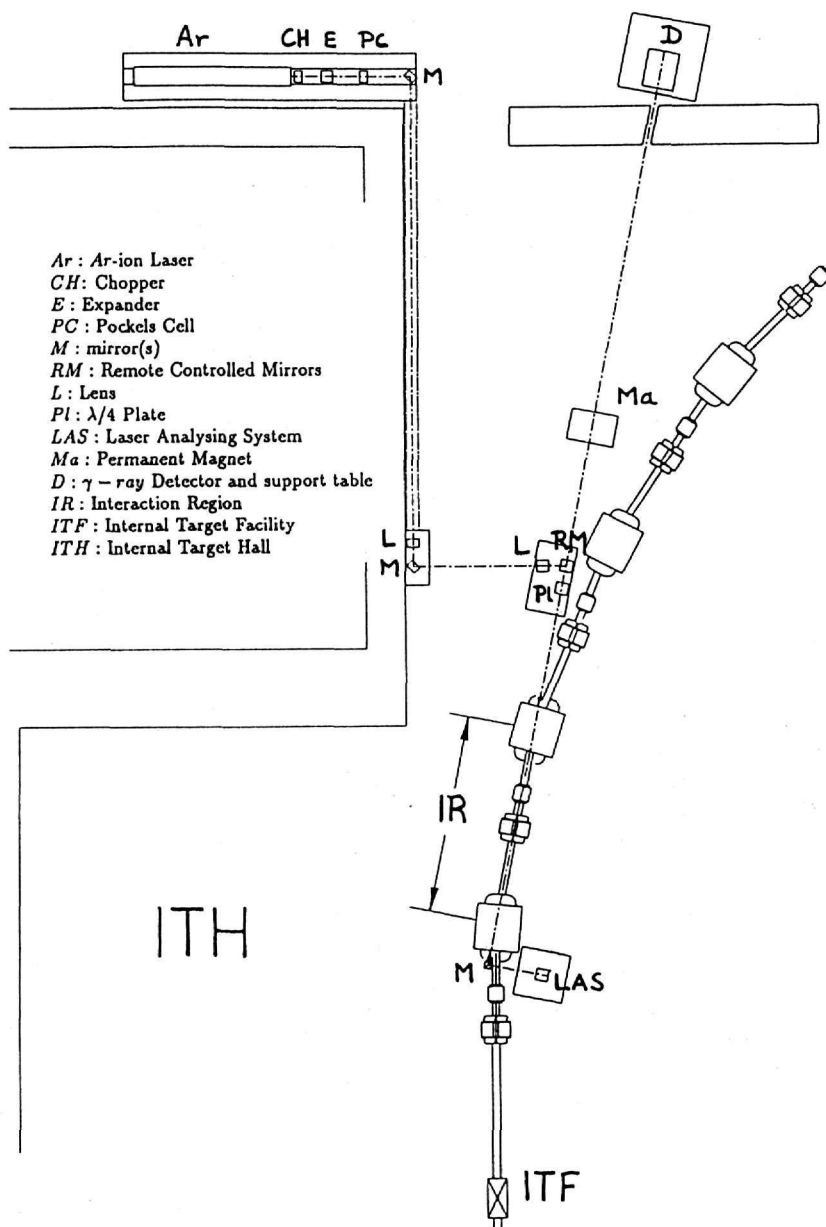 Ar
CH E PC
M
D
Ar : Ar-ion Laser
CH: Chopper
E : Expander
PC : Pockels Cell
M : mirror(s)
RM : Remote Controlled Mirrors
L : Lens
Pl : λ/4 Plate
LAS : Laser Analysing System
Ma : Permanent Magnet
D : γ – ray Detector and support table
IR : Interaction Region
ITF : Internal Target Facility
ITH : Internal Target Hall
Ma
L
M
L
RM
Pl
IR
ITH
M
LAS
ITF